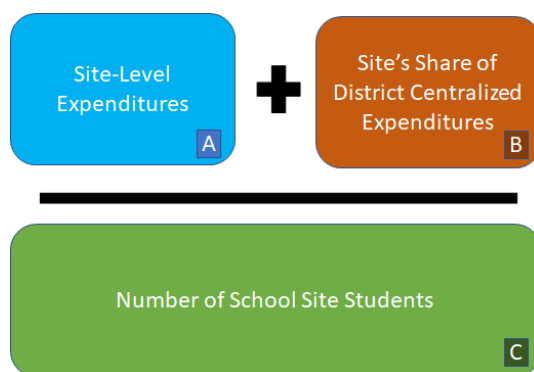 Site-Level
Expenditures
A
Site's Share of
District Centralized
Expenditures
B
Number of School Site Students
C